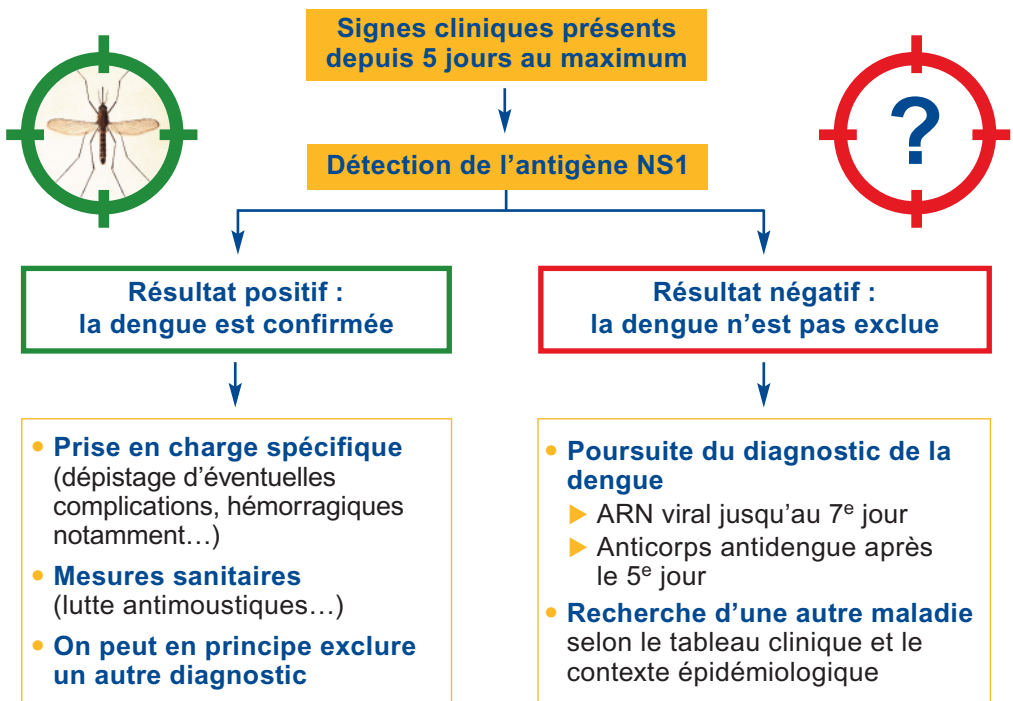 Signes cliniques présents
depuis 5 jours au maximum
?
Détection de l’antigène NS1
Résultat positif :
la dengue est confirmée
Résultat négatif :
la dengue n’est pas exclue
• Prise en charge spécifique
(dépistage d’éventuelles
complications, hémorragiques
notamment…)
• Mesures sanitaires
(lutte antimoustiques…)
• On peut en principe exclure
un autre diagnostic
• Poursuite du diagnostic de la
dengue
▶ ARN viral jusqu’au 7e jour
▶ Anticorps antidengue après
le 5e jour
• Recherche d’une autre maladie
selon le tableau clinique et le
contexte épidémiologique